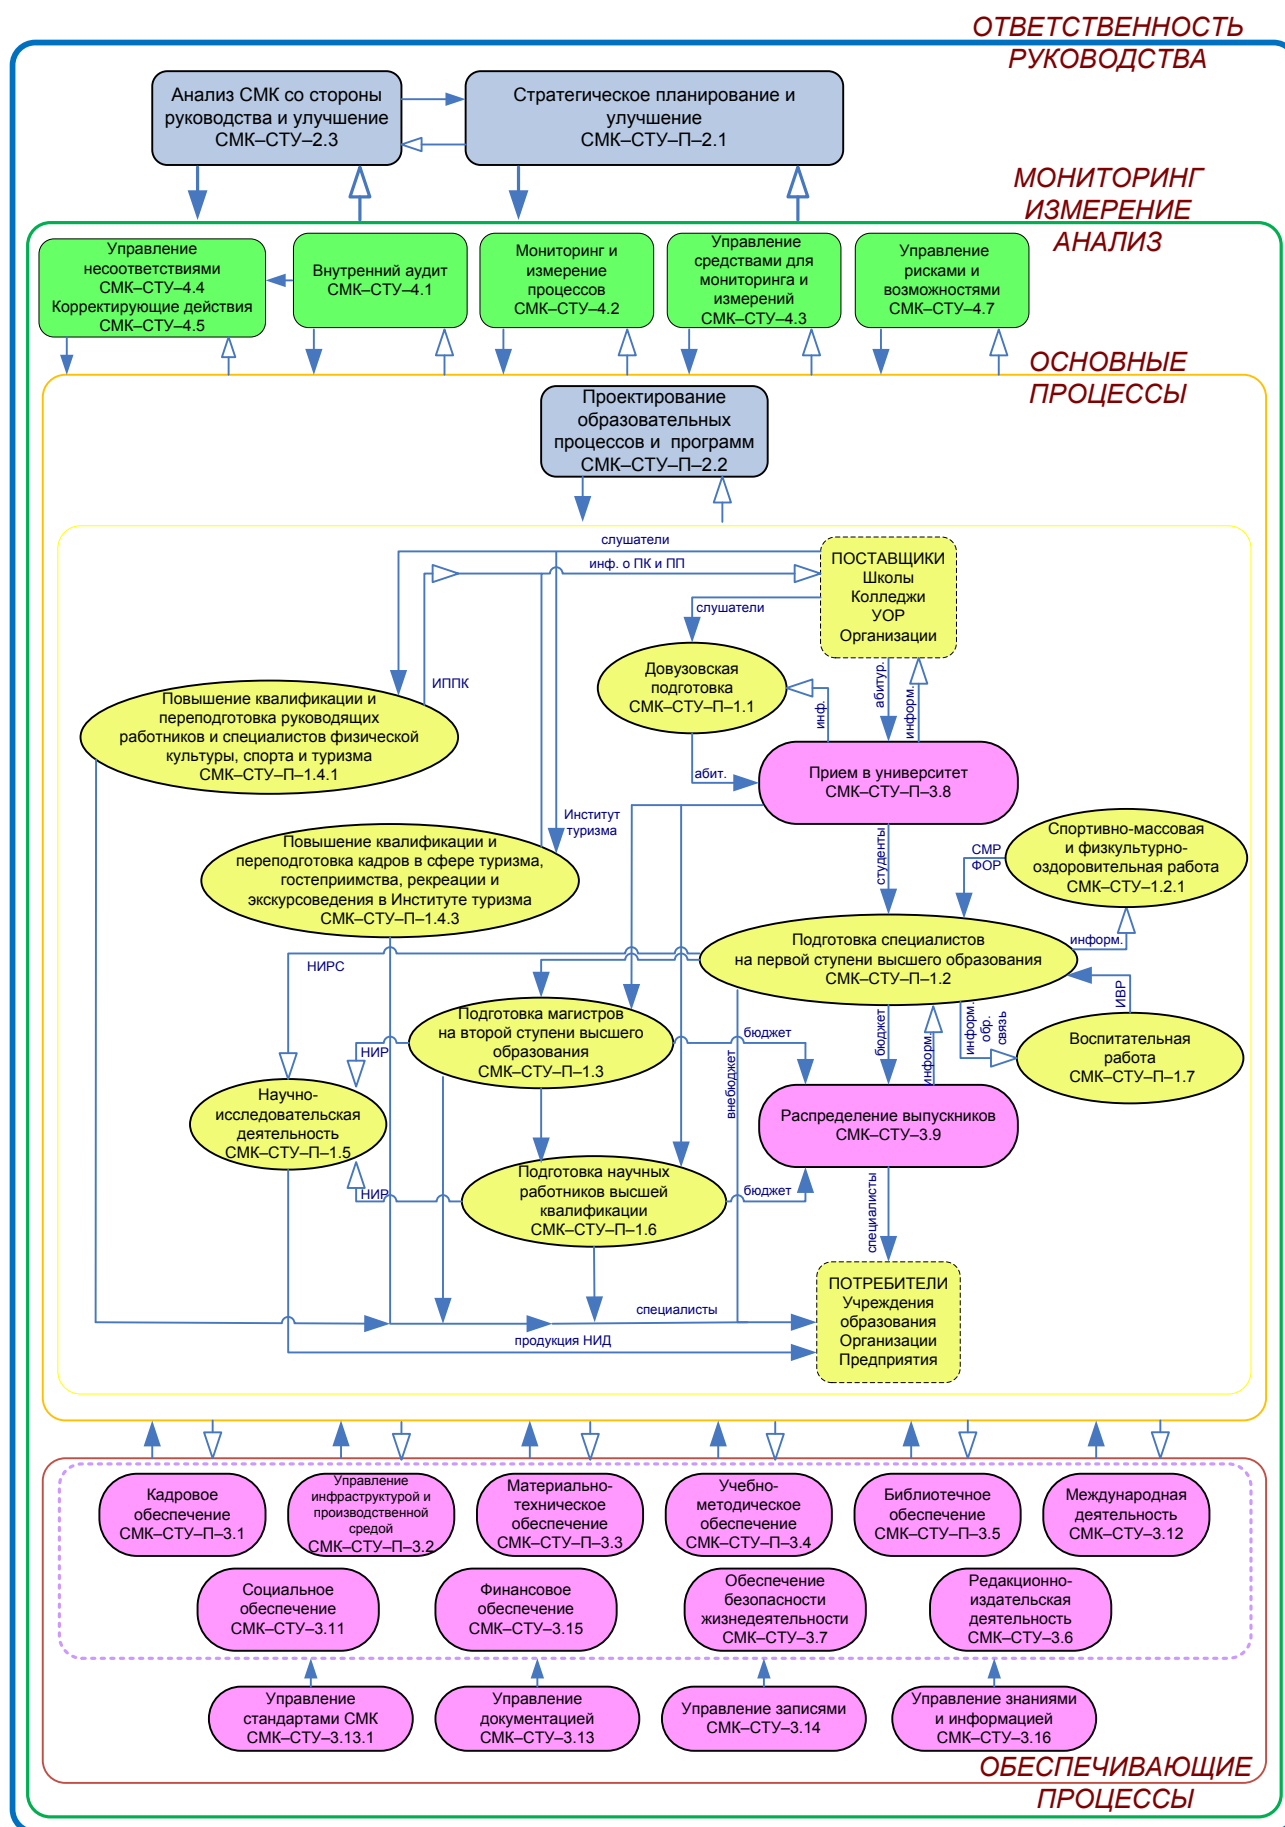 ОТВЕТСТВЕННОСТЬ
РУКОВОДСТВА
Анализ СМК со стороны
руководства и улучшение
СМК–СТУ–2.3
Стратегическое планирование и
улучшение
СМК–СТУ–П–2.1
МОНИТОРИНГ
ИЗМЕРЕНИЕ
АНАЛИЗ
Управление
несоответствиями
СМК–СТУ–4.4
Корректирующие действия
СМК–СТУ–4.5
Внутренний аудит
СМК–СТУ–4.1
Мониторинг и
измерение
процессов
СМК–СТУ–4.2
Управление
средствами для
мониторинга и
измерений
СМК–СТУ–4.3
Управление
рисками и
возможностями
СМК–СТУ–4.7
ОСНОВНЫЕ
ПРОЦЕССЫ
Проектирование
образовательных
процессов и программ
СМК–СТУ–П–2.2
слушатели
инф. о ПК и ПП
ПОСТАВЩИКИ
Школы
Колледжи
УОР
Организации
слушатели
Довузовская
подготовка
СМК–СТУ–П–1.1
абитур.
информ.
инф.
ИППК
Повышение квалификации и
переподготовка руководящих
работников и специалистов физической
культуры, спорта и туризма
СМК–СТУ–П–1.4.1
абит.
Прием в университет
СМК–СТУ–П–3.8
Институт
туризма
Повышение квалификации и
переподготовка кадров в сфере туризма,
гостеприимства, рекреации и
экскурсоведения в Институте туризма
СМК–СТУ–П–1.4.3
студенты
СМР
ФОР
Спортивно-массовая
и физкультурно-
оздоровительная работа
СМК–СТУ–1.2.1
Подготовка специалистов
на первой ступени высшего образования
СМК–СТУ–П–1.2
информ.
НИРС
ИВР
Подготовка магистров
на второй ступени высшего
образования
СМК–СТУ–П–1.3
бюджет
НИР
внебюджет
бюджет
информ.
информ.
обр.
связь
Воспитательная
работа
СМК–СТУ–П–1.7
Научно-
исследовательская
деятельность
СМК–СТУ–П–1.5
Распределение выпускников
СМК–СТУ–3.9
Подготовка научных
работников высшей
квалификации
СМК–СТУ–П–1.6
НИР
бюджет
специалисты
ПОТРЕБИТЕЛИ
Учреждения
образования
Организации
Предприятия
специалисты
продукция НИД
Кадровое
обеспечение
СМК–СТУ–П–3.1
Управление
инфраструктурой и
производственной
средой
СМК–СТУ–П–3.2
Материально-
техническое
обеспечение
СМК–СТУ–П–3.3
Учебно-
методическое
обеспечение
СМК–СТУ–П–3.4
Библиотечное
обеспечение
СМК–СТУ–П–3.5
Международная
деятельность
СМК–СТУ–3.12
Социальное
обеспечение
СМК–СТУ–3.11
Финансовое
обеспечение
СМК–СТУ–3.15
Обеспечение
безопасности
жизнедеятельности
СМК–СТУ–3.7
Редакционно-
издательская
деятельность
СМК–СТУ–3.6
Управление
стандартами СМК
СМК–СТУ–3.13.1
Управление
документацией
СМК–СТУ–3.13
Управление записями
СМК–СТУ–3.14
Управление знаниями
и информацией
СМК–СТУ–3.16
ОБЕСПЕЧИВАЮЩИЕ
ПРОЦЕССЫ